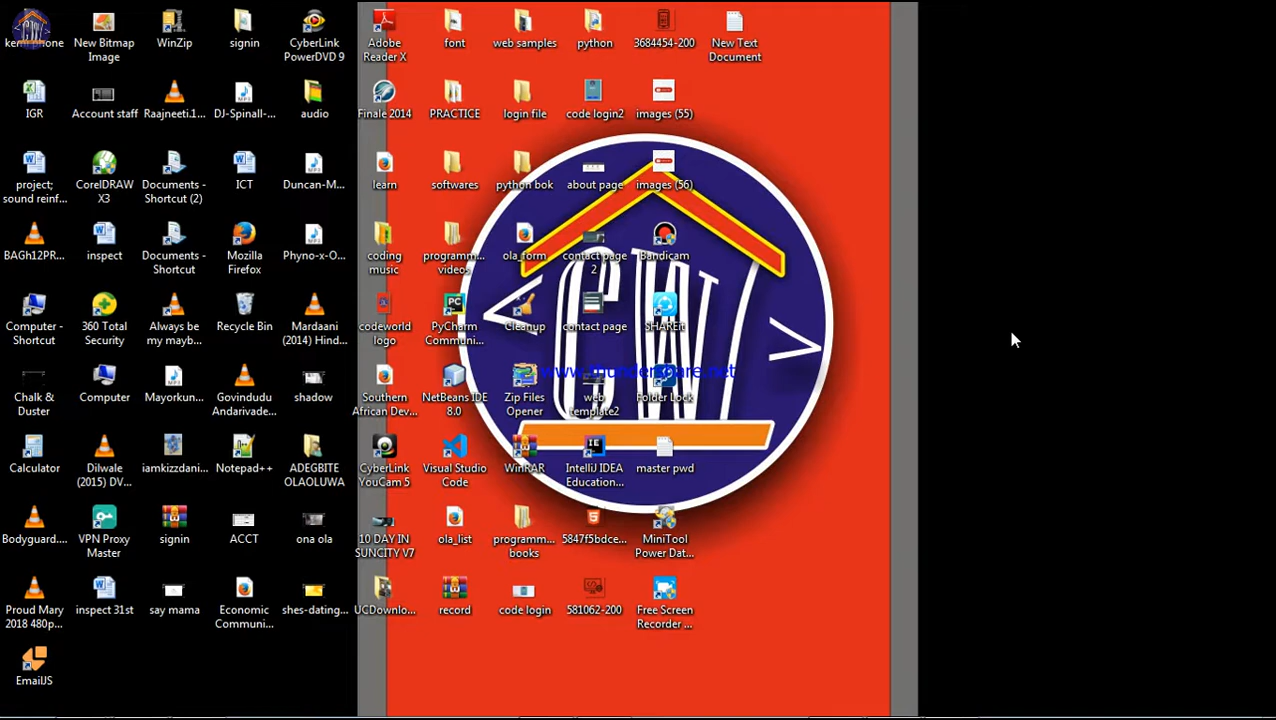 New Bitmap
Image
WinZip
signin
CyberLink
PowerDVD 9
Adobe
Reader X
font
web samples
python
3684454-200
New Text
Document
IGR
Account staff
Raajneeti.1...
DJ-Spinall-...
audio
Finale 2014
PRACTICE
login file
code login2
images (55)
project;
sound reinf...
CorelDRAW
X3
Documents -
Shortcut (2)
ICT
Duncan-M...
learn
softwares
python bok
about page
images (56)
BAGh12PR...
inspect
Documents -
Shortcut
Mozilla
Firefox
Phyno-x-O...
coding
music
programm...
videos
ola_form
contact page
2
Bandicam
Computer -
Shortcut
360 Total
Security
Always be
my mayb...
Recycle Bin
Mardaani
(2014) Hind...
codeworld
logo
PyCharm
Communi...
Cleanup
contact page
SHAREit
www.mundershare.net
Chalk &
Duster
Computer
Mayorkun...
Govindudu
Andarivade...
shadow
Southern
African Dev...
NetBeans IDE
8.0
Zip Files
Opener
web
template2
Folder Lock
Calculator
Dilwale
(2015) DV...
iamkizzdani...
Notepad++
ADEGBITE
OLAOLUWA
CyberLink
YouCam 5
Visual Studio
Code
WinRAR
IntelliJ IDEA
Education...
master pwd
Bodyguard....
VPN Proxy
Master
signin
ACCT
ona ola
10 DAY IN
SUNCITY V7
ola_list
programm...
books
5847f5bdce...
MiniTool
Power Dat...
Proud Mary
2018 480p...
inspect 31st
say mama
Economic
Communi...
shes-dating...
UCDownlo...
record
code login
581062-200
Free Screen
Recorder ...
EmailJS
< CW >